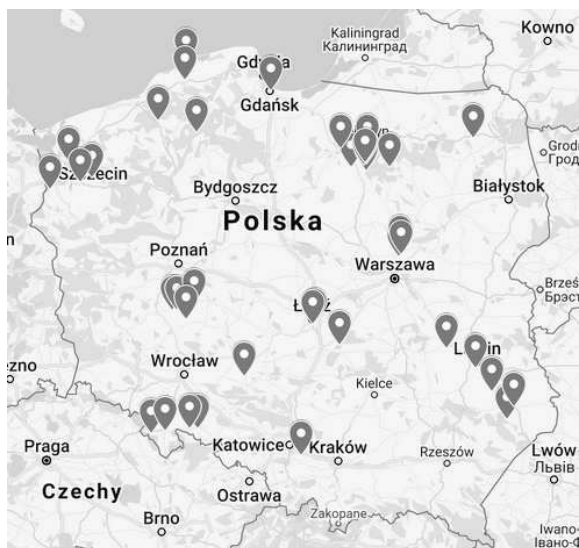 Kaliningrad
Калининград
Kowno
Gdynia
Gdańsk
Szczecin
Bydgoszcz
Białystok
Polska
Poznań
Warszawa
Łódź
Lublin
Wrocław
Kielce
Praga
Katowice
Kraków
Rzeszów
Lwów
Львів
Czechy
Ostrawa
Zakopane
Brno